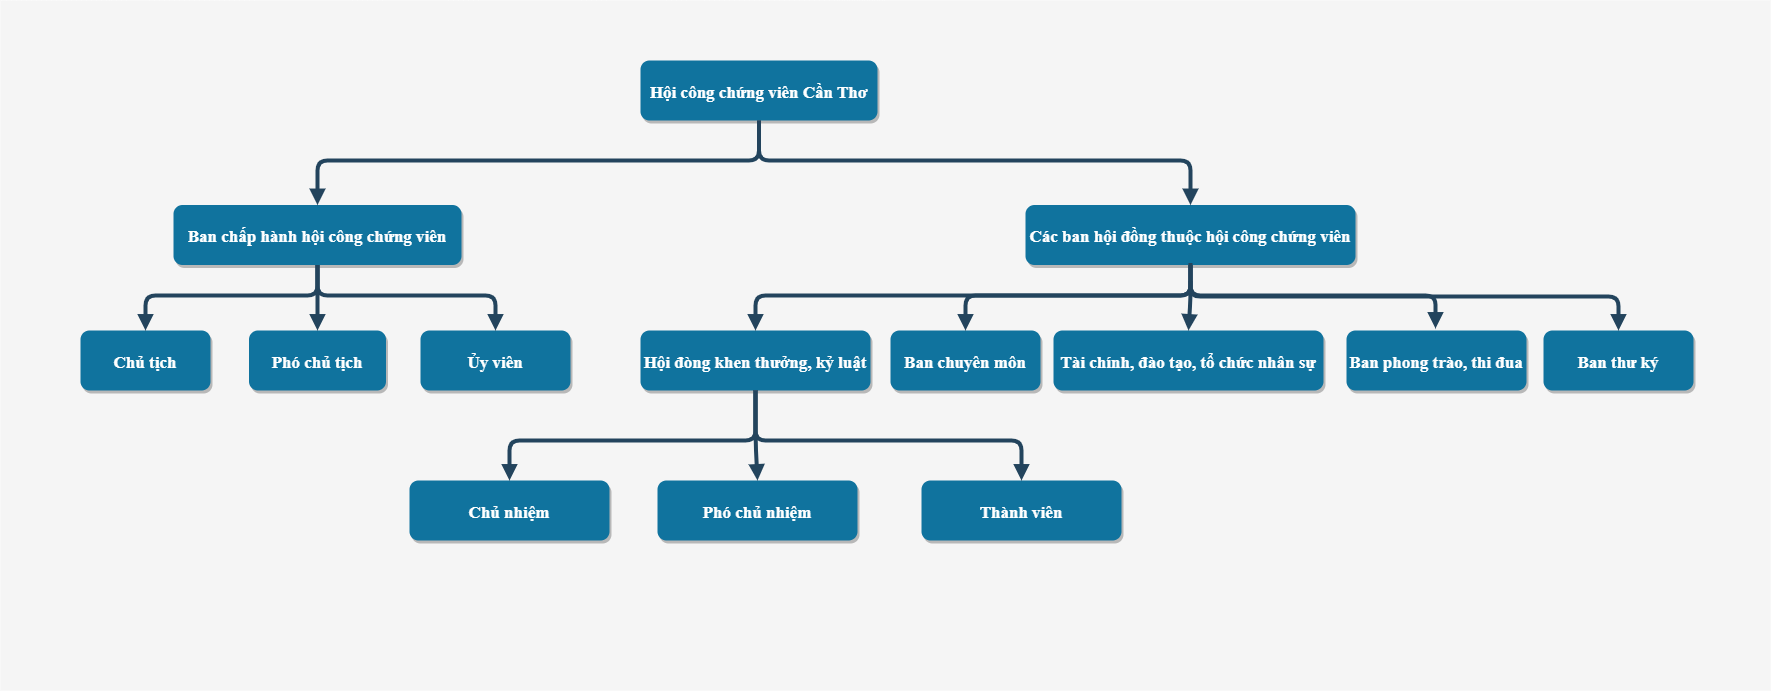 Hội công chứng viên Cần Thơ
Ban chấp hành hội công chứng viên
Các ban hội đồng thuộc hội công chứng viên
Chủ tịch
Phó chủ tịch
Ủy viên
Hội đòng khen thưởng, kỷ luật
Ban chuyên môn
Tài chính, đào tạo, tổ chức nhân sự
Ban phong trào, thi đua
Ban thư ký
Chủ nhiệm
Phó chủ nhiệm
Thành viên